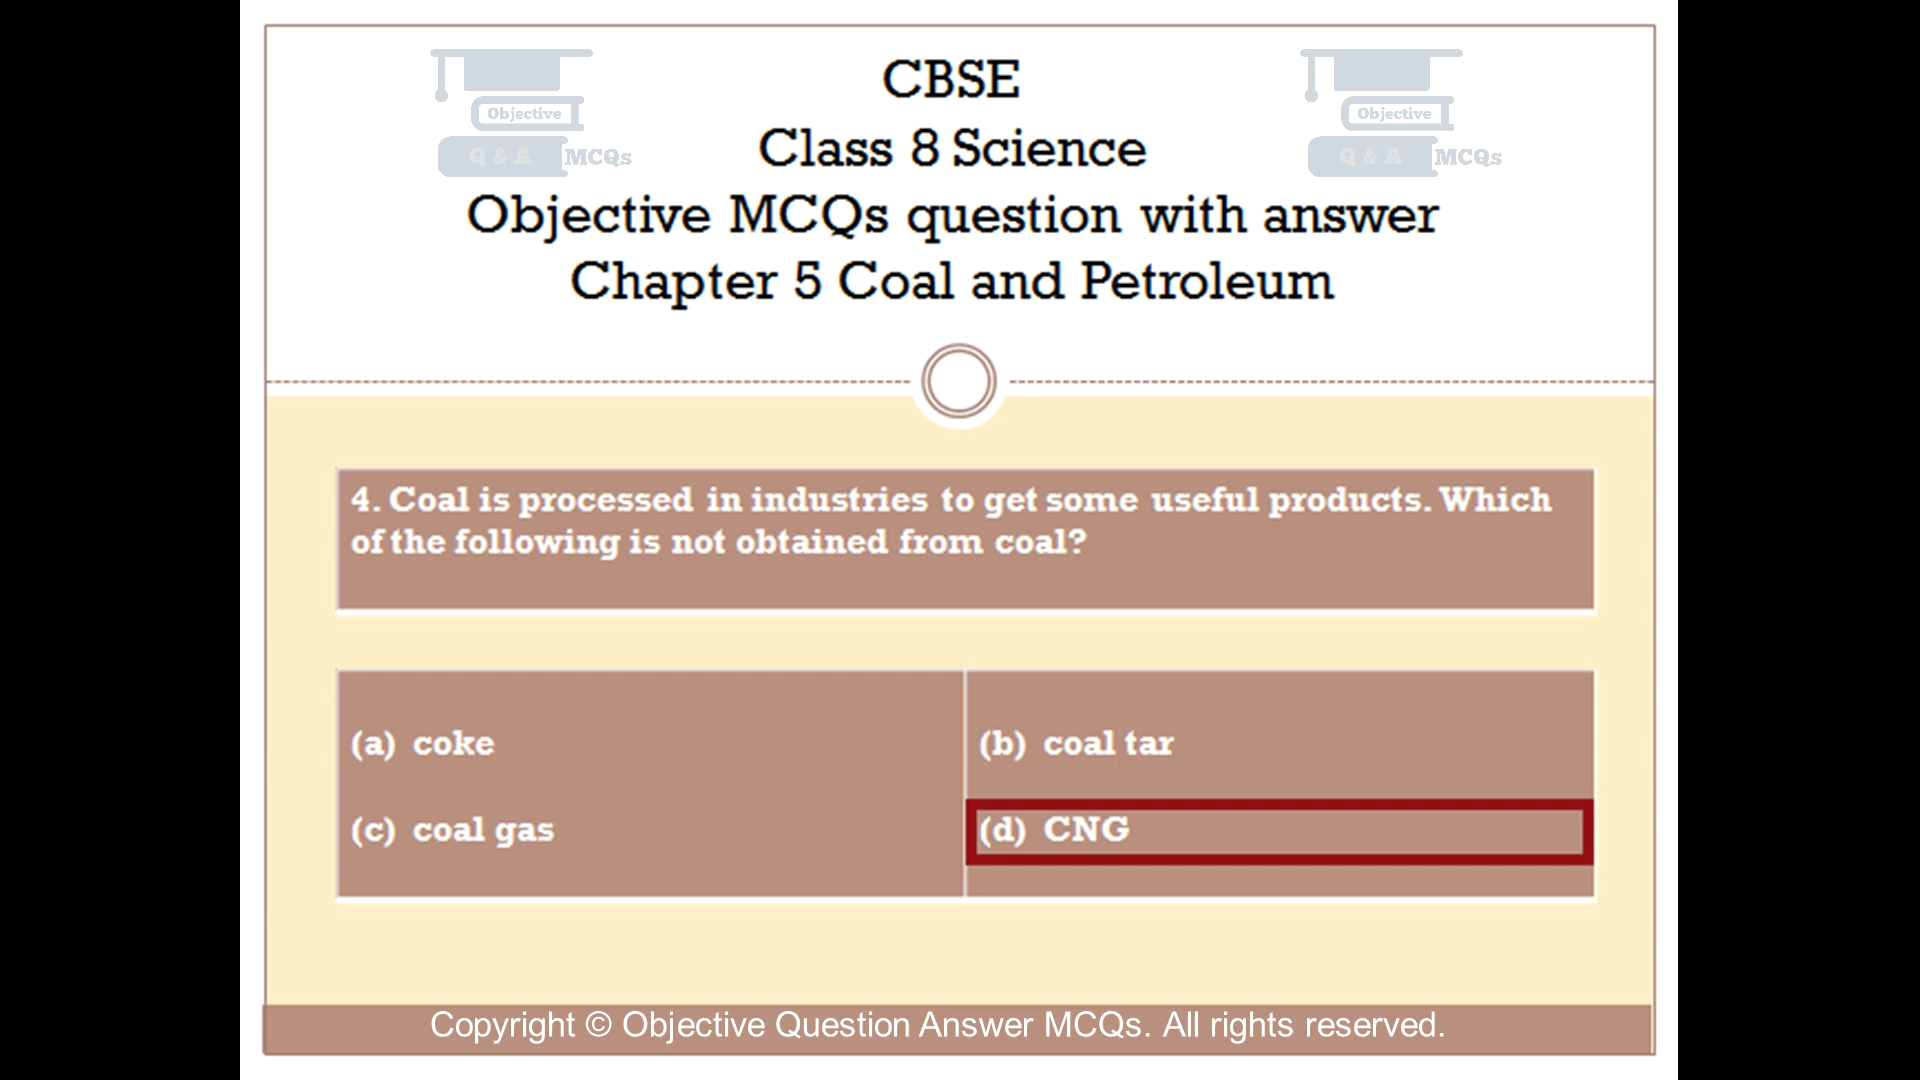 CBSE
Class 8 Science
Objective MCQs question with answer
Chapter 5 Coal and Petroleum
Objective
Q & A MCQs
Objective
Q & A MCQs
4. Coal is processed in industries to get some useful products. Which
of the following is not obtained from coal?
(a) coke
(b) coal tar
(c) coal gas
(d) CNG
Copyright © Objective Question Answer MCQs. All rights reserved.